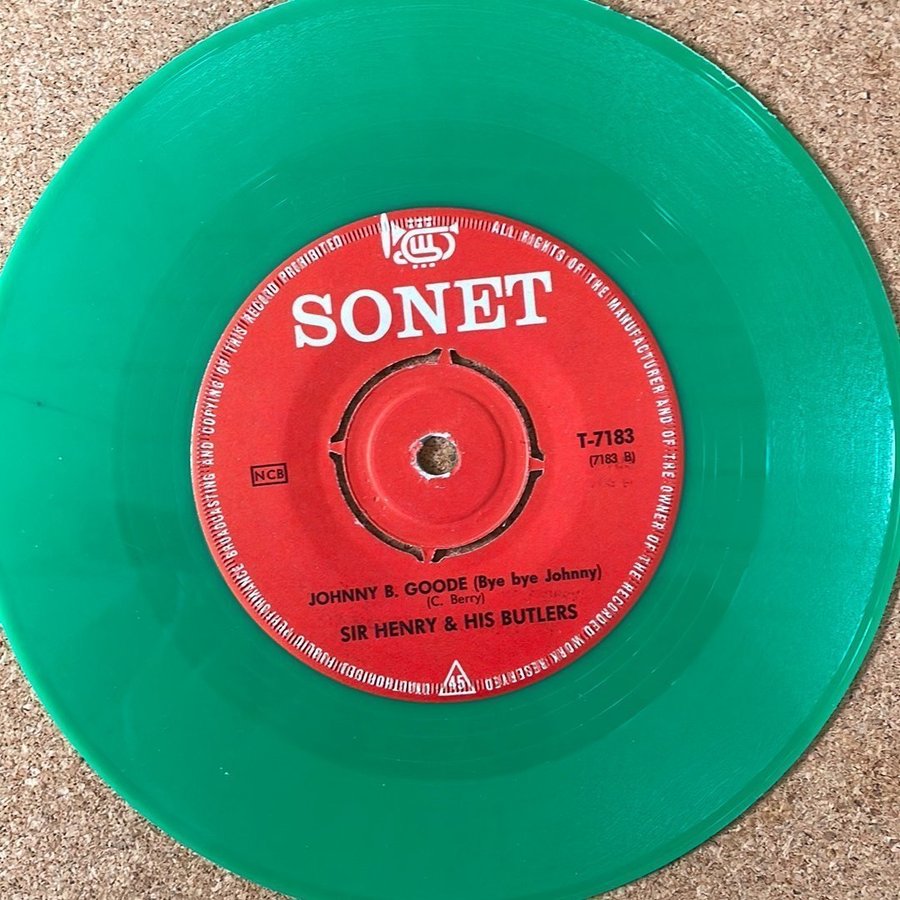 SONET
T-7183
(7183 B)
NCB
JOHNNY B. GOODE (Bye bye Johnny)
(C. Berry)
SIR HENRY & HIS BUTLERS
45
ALL RIGHTS OF THE MANUFACTURER AND OF THE OWNER OF THE RECORDED WORK RESERVED
UNAUTHORISED PUBLIC PERFORMANCE BROADCASTING AND COPYING OF THIS RECORD PROHIBITED